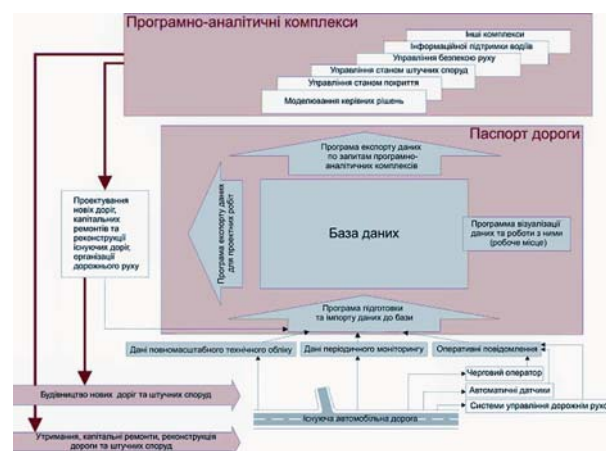 Програмно-аналітичні комплекси
Інші комплекси
Інформаційної підтримки водіїв
Управління безпекою руху
Управління станом штучних споруд
Управління станом покриття
Моделювання керівних рішень
Паспорт дороги
Програма експорту даних
по запитам програмно-
аналітичних комплексів
Проектування
нових доріг,
капітальних
ремонтів та
реконструкції
існуючих доріг,
організації
дорожнього руху
Програма експорту даних
для проектних робіт
База даних
Программа візуалізації
даних та роботи з ними
(робоче місце)
Програма підготовки
та імпорту даних до бази
Дані повномасштабного технічного обліку
Дані періодичного моніторингу
Оперативні повідомлення
Черговий оператор
Автоматичні датчики
Системи управління дорожнім рухом
Будівництво нових доріг та штучних споруд
Існуюча автомобільна дорога
Утримання, капітальні ремонти, реконструкція
дороги та штучних споруд